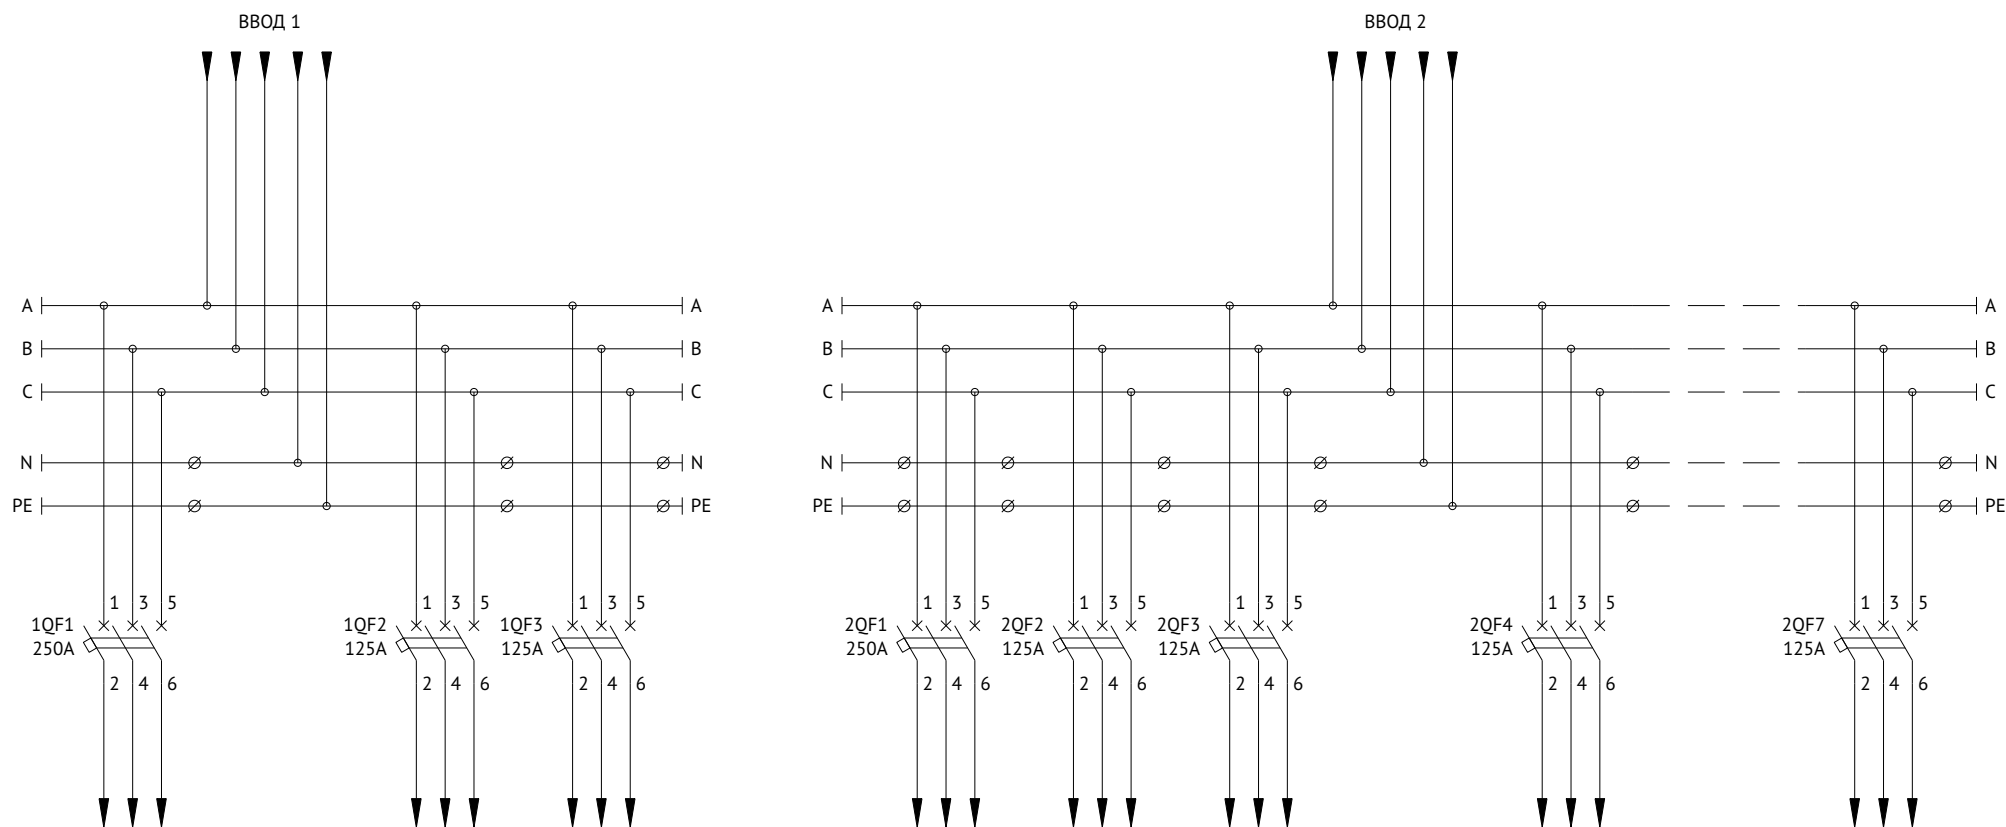 ВВОД 1 ВВОД 2
A A A A
B B B B
C C C C
N N N N
PE PE PE PE
1 3 5 1 3 5 1 3 5 1 3 5 1 3 5 1 3 5 1 3 5 1 3 5
1QF1 1QF2 1QF3 2QF1 2QF2 2QF3 2QF4 2QF7
250A 125A 125A 250A 125A 125A 125A 125A
2 4 6 2 4 6 2 4 6 2 4 6 2 4 6 2 4 6 2 4 6 2 4 6